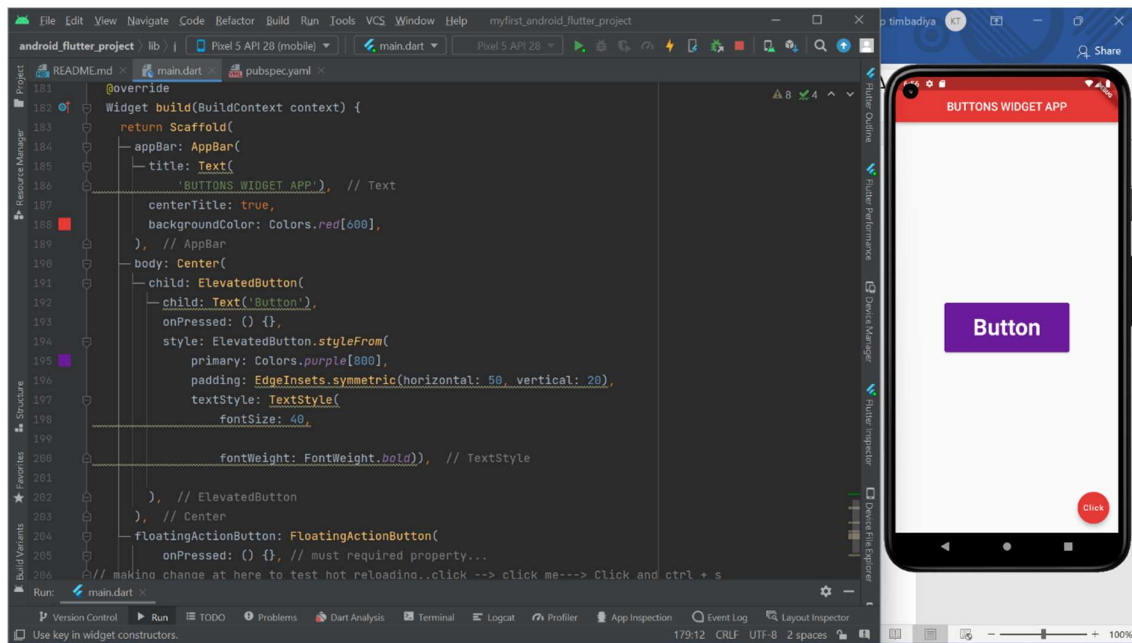 File Edit View Navigate Code Refactor Build Run Tools VCS Window Help myfirst_android_flutter_project
p timbadiya KT
android_flutter_project lib Pixel 5 API 28 (mobile) main.dart Pixel 5 API 28
Share
README.md main.dart pubspec.yaml
181 @override
182 Widget build(BuildContext context) {
183 return Scaffold(
184 appBar: AppBar(
185 title: Text(
186 'BUTTONS WIDGET APP'), // Text
187 centerTitle: true,
188 backgroundColor: Colors.red[600],
189 ), // AppBar
190 body: Center(
191 child: ElevatedButton(
192 child: Text('Button'),
193 onPressed: () {},
194 style: ElevatedButton.styleFrom(
195 primary: Colors.purple[800],
196 padding: EdgeInsets.symmetric(horizontal: 50, vertical: 20),
197 textStyle: TextStyle(
198 fontSize: 40,
199
200 fontWeight: FontWeight.bold)), // TextStyle
201
202 ), // ElevatedButton
203 ), // Center
204 floatingActionButton: FloatingActionButton(
205 onPressed: () {}, // must required property...
206 // making change at here to test hot reloading..click --> click me---> Click and ctrl + s
8 4
Project
Resource Manager
Structure
Favorites
Build Variants
Flutter Outline
Flutter Performance
Device Manager
Flutter Inspector
Device File Explorer
BUTTONS WIDGET APP
Button
Click
Run: main.dart
Version Control Run TODO Problems Dart Analysis Terminal Logcat Profiler App Inspection Event Log Layout Inspector
Use key in widget constructors. 179:12 CRLF UTF-8 2 spaces
100%